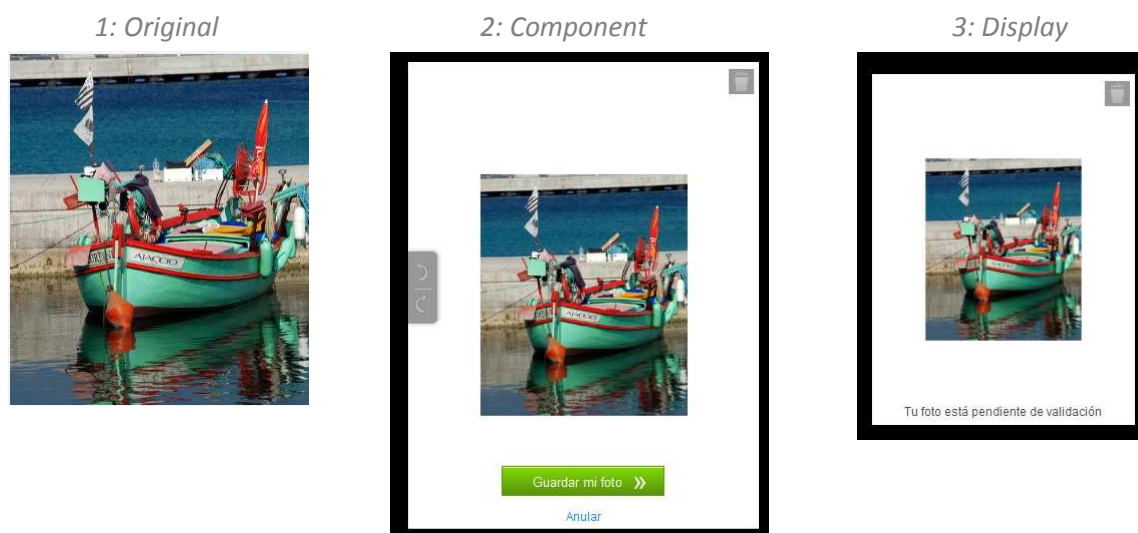 1: Original
2: Component
3: Display
AJACCIO
AJACCIO
Guardar mi foto
Anular
Tu foto está pendiente de validación